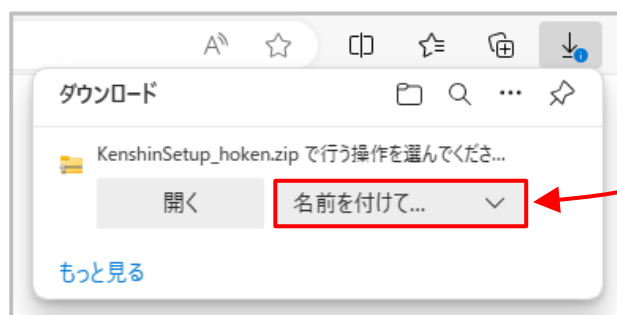 ダウンロード
KenshinSetup_hoken.zip で行う操作を選んでくださ...
開く
名前を付けて...
もっと見る